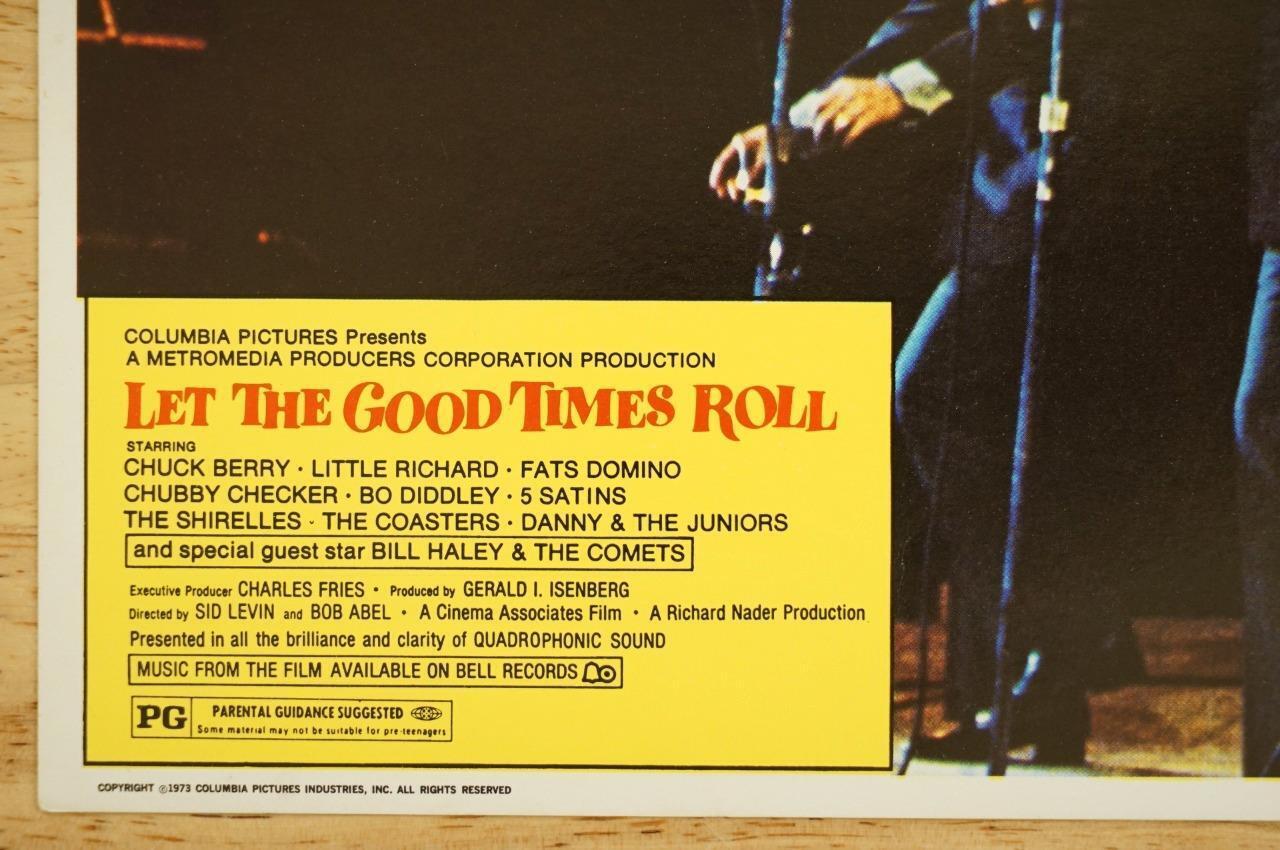 COLUMBIA PICTURES Presents
A METROMEDIA PRODUCERS CORPORATION PRODUCTION
LET THE GOOD TIMES ROLL
STARRING
CHUCK BERRY · LITTLE RICHARD · FATS DOMINO
CHUBBY CHECKER · BO DIDDLEY · 5 SATINS
THE SHIRELLES · THE COASTERS · DANNY & THE JUNIORS
and special guest star BILL HALEY & THE COMETS
Executive Producer CHARLES FRIES • Produced by GERALD I. ISENBERG
Directed by SID LEVIN and BOB ABEL • A Cinema Associates Film • A Richard Nader Production
Presented in all the brilliance and clarity of QUADROPHONIC SOUND
MUSIC FROM THE FILM AVAILABLE ON BELL RECORDS
PG PARENTAL GUIDANCE SUGGESTED
Some material may not be suitable for pre-teenagers
COPYRIGHT ©1973 COLUMBIA PICTURES INDUSTRIES, INC. ALL RIGHTS RESERVED